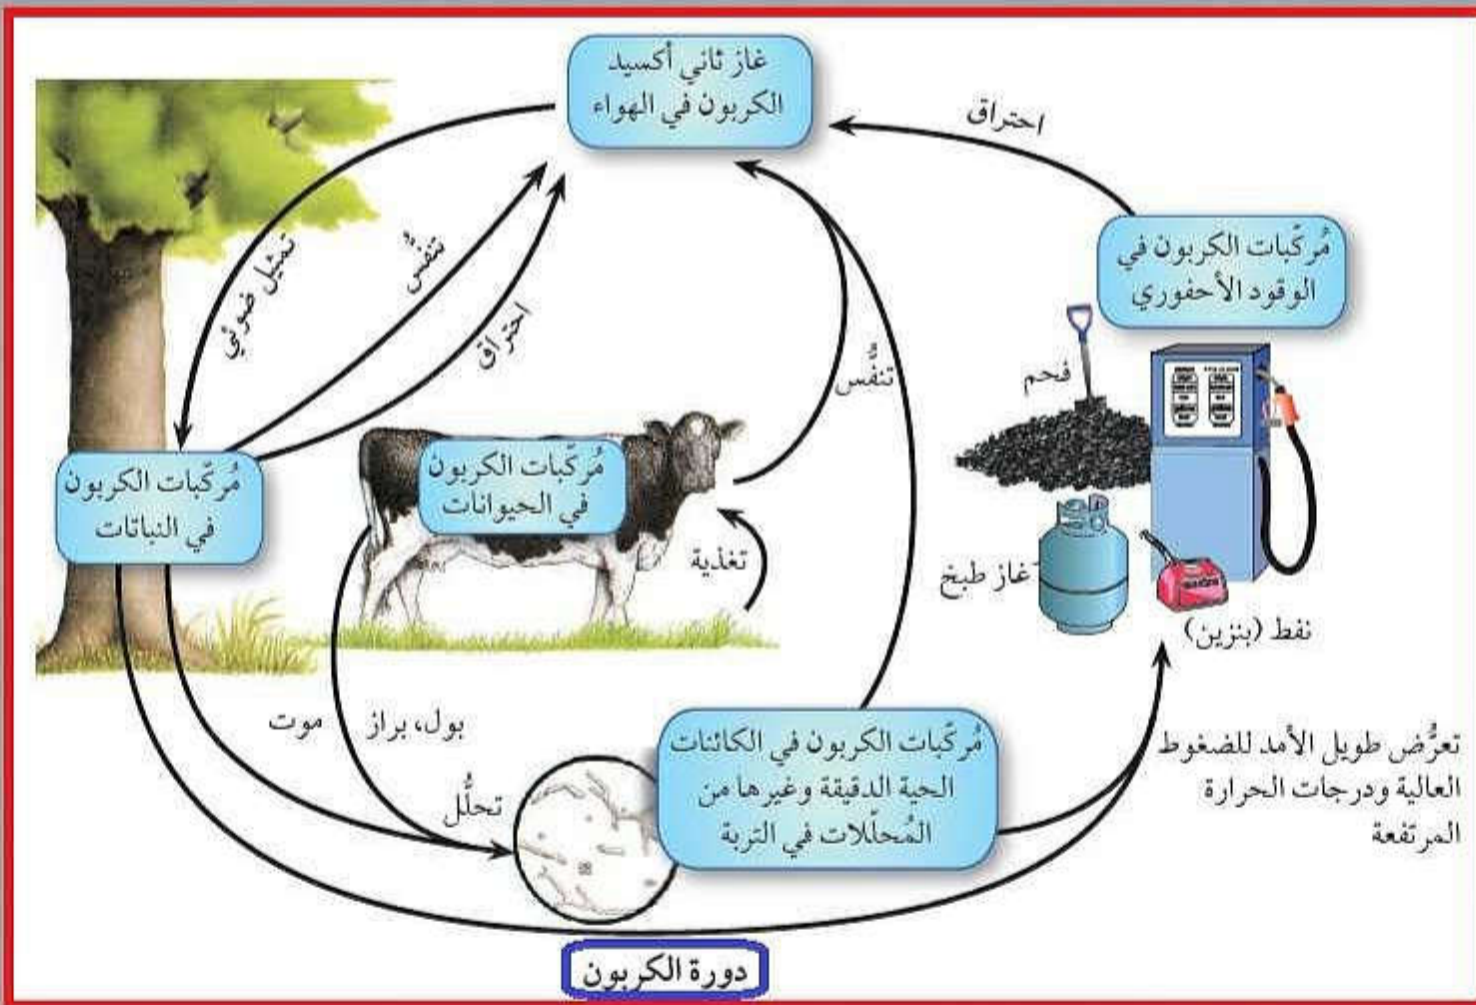 غاز ثاني أكسيد
الكربون في الهواء
احتراق
مُركّبات الكربون في
الوقود الأحفوري
تمثيل ضوئي
تنفُّس
احتراق
تنفُّس
فحم
مُركّبات الكربون
في الحيوانات
مُركّبات الكربون
في النباتات
تغذية
غاز طبخ
نفط (بنزين)
موت
بول، براز
تحلُّل
مُركّبات الكربون في الكائنات
الحية الدقيقة وغيرها من
المُحلّلات في التربة
تعرُّض طويل الأمد للضغوط
العالية ودرجات الحرارة
المرتفعة
دورة الكربون